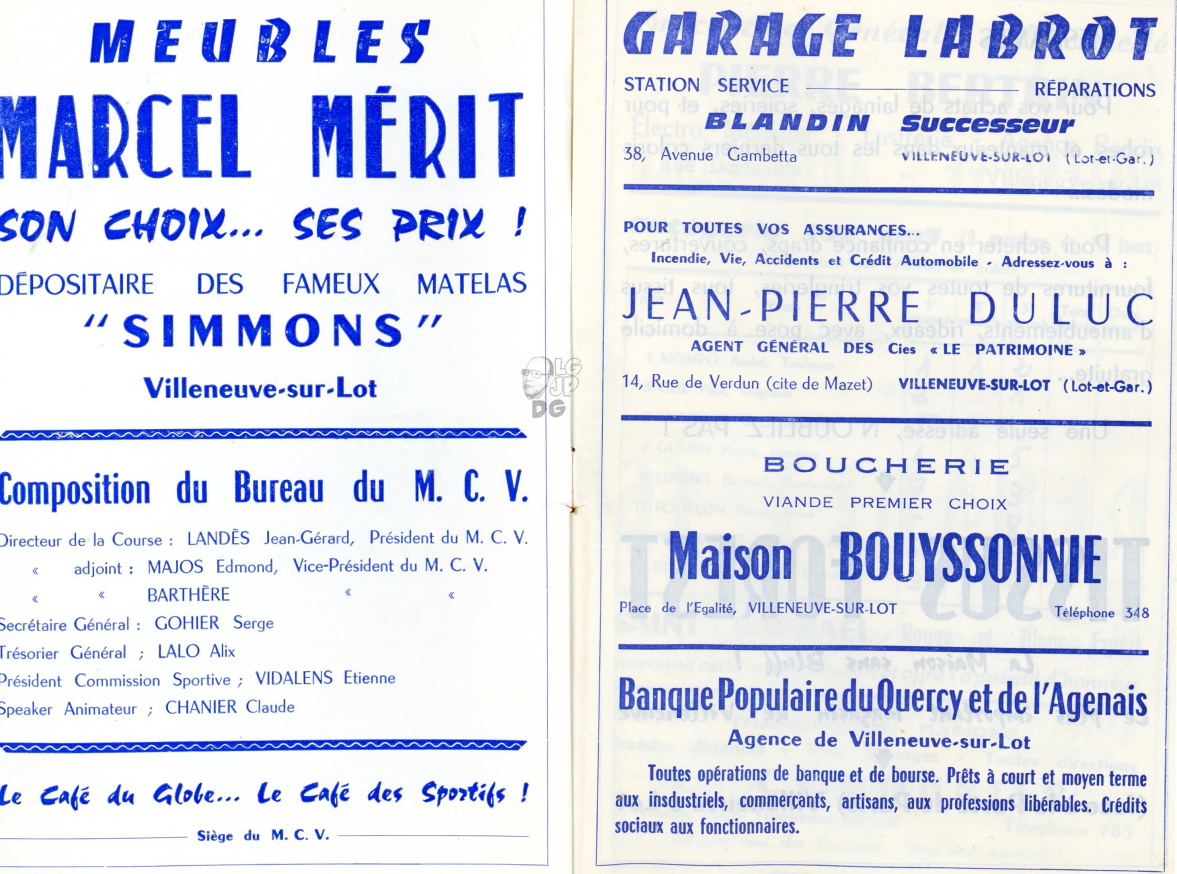 MEUBLES
MARCEL MÉRIT
SON CHOIX... SES PRIX !
DÉPOSITAIRE DES FAMEUX MATELAS
"SIMMONS"
Villeneuve-sur-Lot
Composition du Bureau du M. C. V.
Directeur de la Course : LANDÈS Jean-Gérard, Président du M. C. V.
« adjoint : MAJOS Edmond, Vice-Président du M. C. V.
« « BARTHÈRE « «
Secrétaire Général : GOHIER Serge
Trésorier Général ; LALO Alix
Président Commission Sportive ; VIDALENS Etienne
Speaker Animateur ; CHANIER Claude
Le Café du Globe... Le Café des Sportifs !
Siège du M. C. V.
LG
JP
DG
GARAGE LABROT
STATION SERVICE — RÉPARATIONS
BLANDIN Successeur
38, Avenue Gambetta VILLENEUVE-SUR-LOT (Lot-et-Gar.)
POUR TOUTES VOS ASSURANCES...
Incendie, Vie, Accidents et Crédit Automobile - Adressez-vous à :
JEAN-PIERRE DULUC
AGENT GÉNÉRAL DES Cies « LE PATRIMOINE »
14, Rue de Verdun (cite de Mazet) VILLENEUVE-SUR-LOT (Lot-et-Gar.)
BOUCHERIE
VIANDE PREMIER CHOIX
Maison BOUYSSONNIE
Place de l'Egalité, VILLENEUVE-SUR-LOT Téléphone 348
Banque Populaire du Quercy et de l'Agenais
Agence de Villeneuve-sur-Lot
Toutes opérations de banque et de bourse. Prêts à court et moyen terme
aux insdustriels, commerçants, artisans, aux professions libérables. Crédits
sociaux aux fonctionnaires.